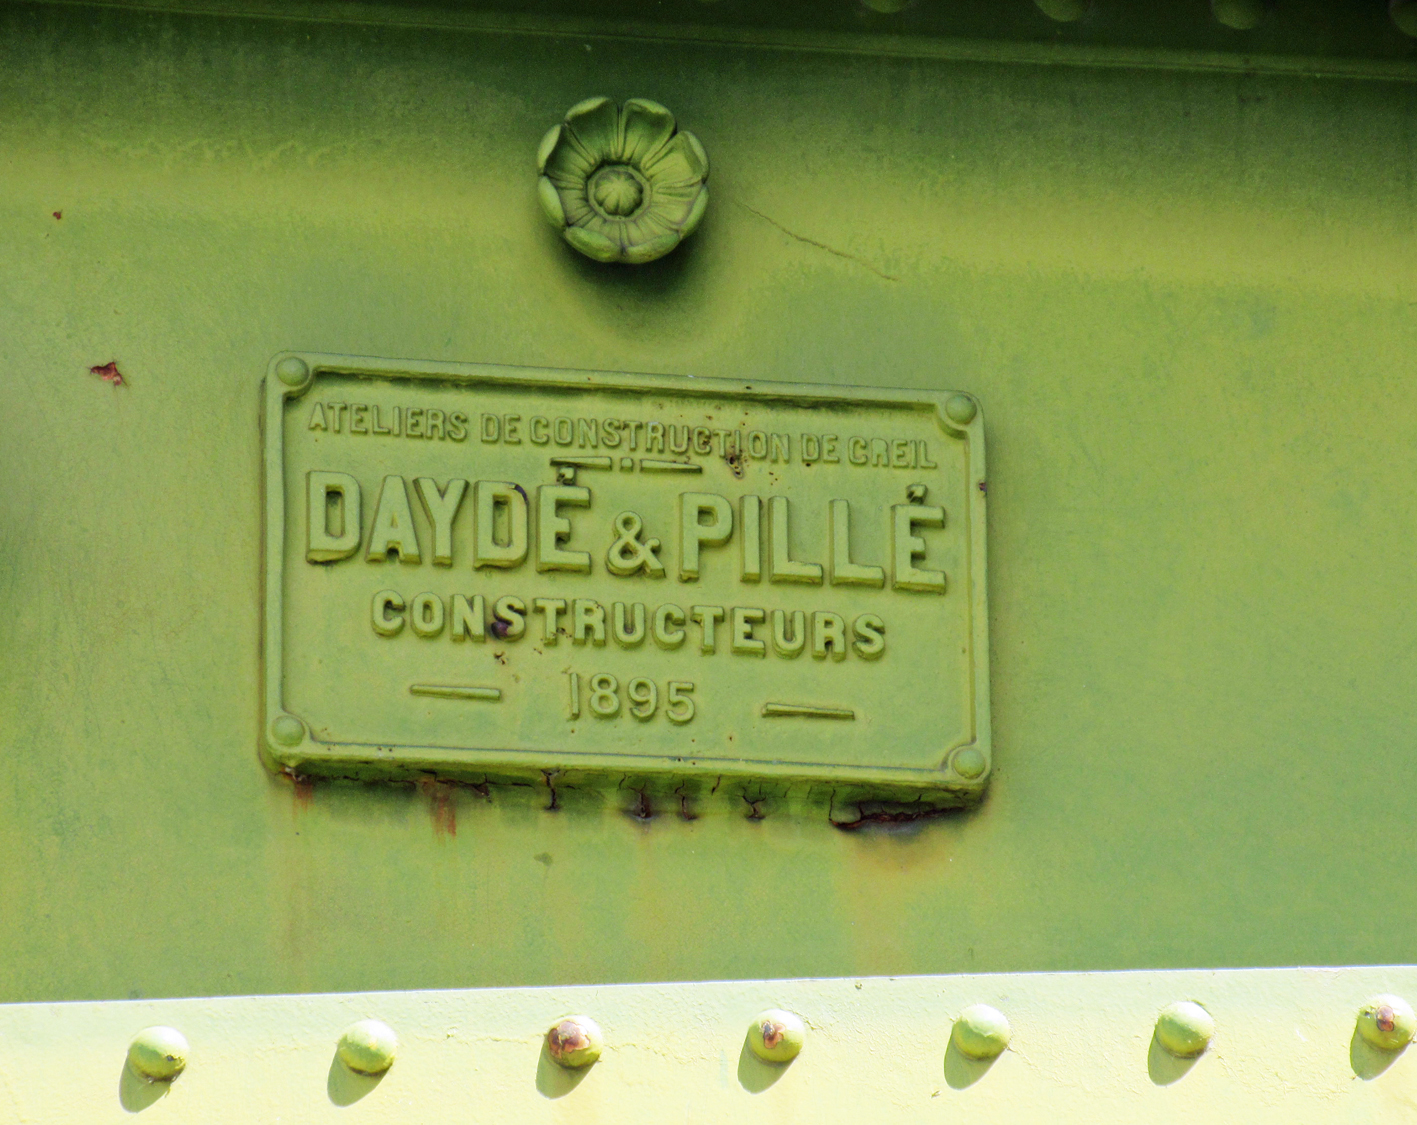 ATELIERS DE CONSTRUCTION DE CREIL
DAYDÉ & PILLÉ
CONSTRUCTEURS
1895